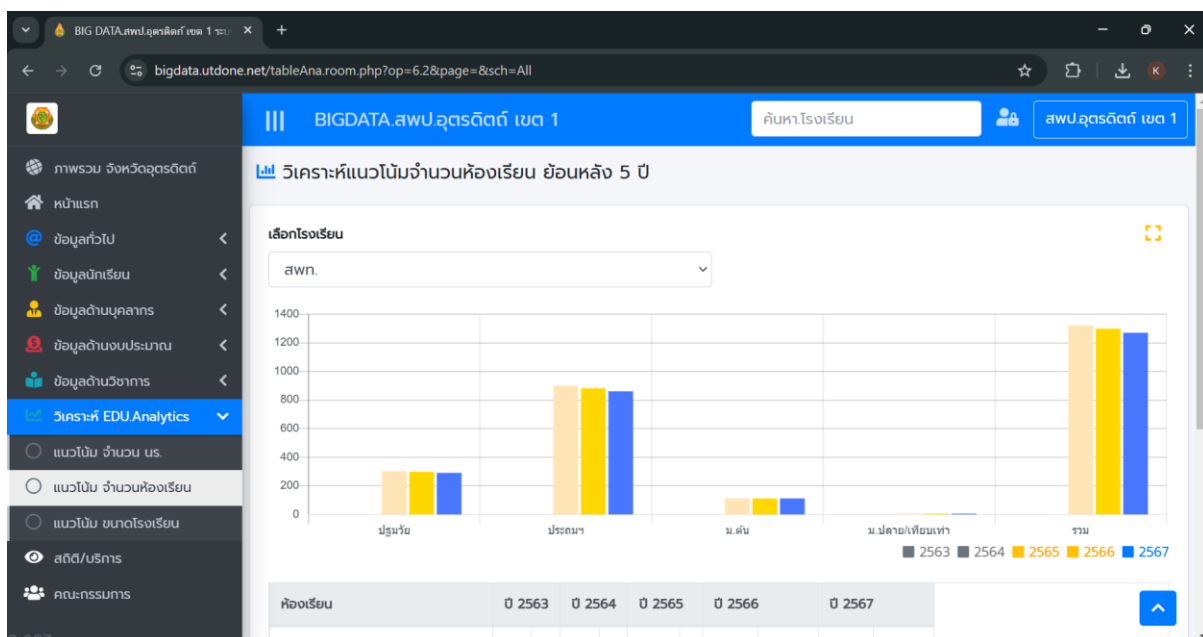 BIG DATA.สพป.อุตรดิตถ์ เขต 1 ระบ
bigdata.utdone.net/tableAna.room.php?op=6.2&page=&sch=All
K
BIGDATA.สพป.อุตรดิตถ์ เขต 1
ค้นหา.โรงเรียน
สพป.อุตรดิตถ์ เขต 1
ภาพรวม จังหวัดอุตรดิตถ์
หน้าแรก
ข้อมูลทั่วไป
ข้อมูลนักเรียน
ข้อมูลด้านบุคลากร
ข้อมูลด้านงบประมาณ
ข้อมูลด้านวิชาการ
วิเคราะห์ EDU.Analytics
แนวโน้ม จำนวน นร.
แนวโน้ม จำนวนห้องเรียน
แนวโน้ม ขนาดโรงเรียน
สถิติ/บริการ
คณะกรรมการ
วิเคราะห์แนวโน้มจำนวนห้องเรียน ย้อนหลัง 5 ปี
เลือกโรงเรียน
สพท.
1400
1200
1000
800
600
400
200
0
ปฐมวัย ประถมฯ ม.ต้น ม.ปลาย/เทียบเท่า รวม
2563 2564 2565 2566 2567
ห้องเรียน ปี 2563 ปี 2564 ปี 2565 ปี 2566 ปี 2567